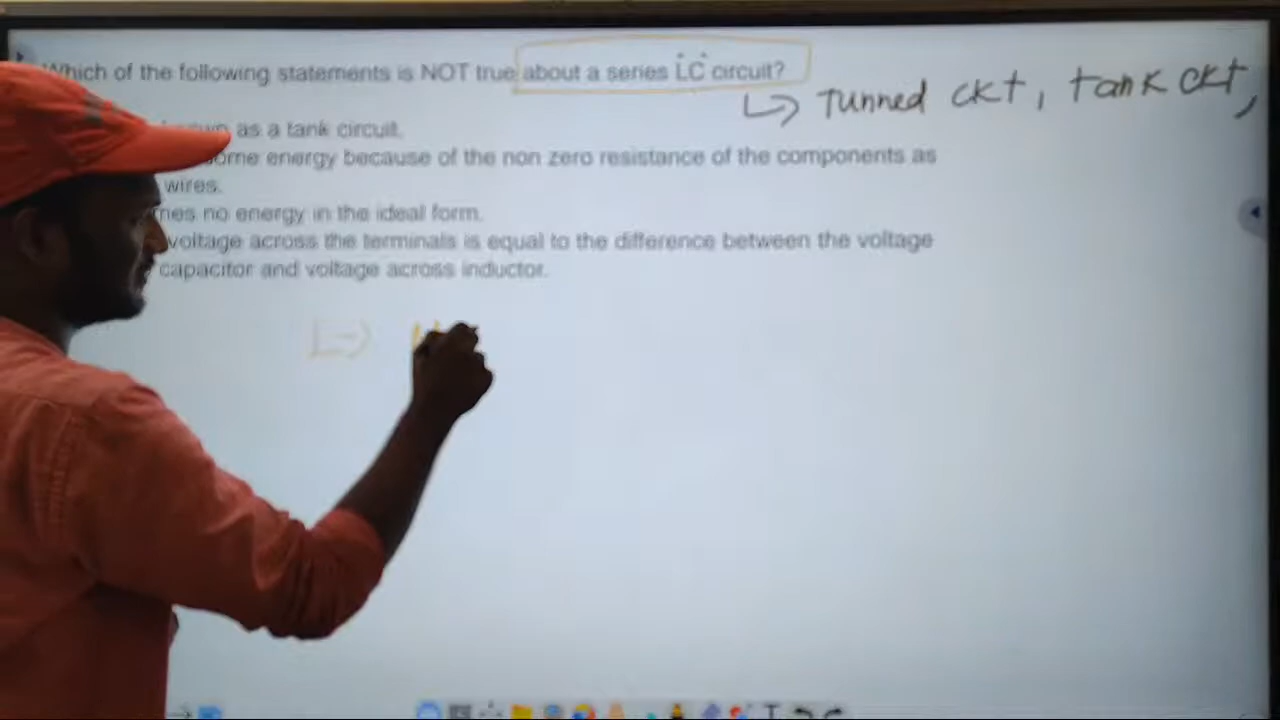 Which of the following statements is NOT true about a series LC circuit?
↳ Tunned ckt, tank ckt,
as a tank circuit.
some energy because of the non zero resistance of the components as
wires.
no energy in the ideal form.
voltage across the terminals is equal to the difference between the voltage
capacitor and voltage across inductor.